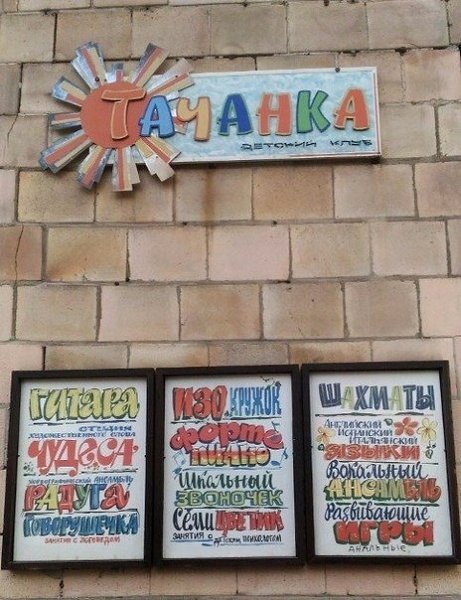 ТАЧАНКА
ДЕТСКИЙ КЛУБ
ГИТАРА
СТУДИЯ
ХУДОЖЕСТВЕННОГО СЛОВА
ЧУДЕСА
ХОРЕОГРАФИЧЕСКИЙ АНСАМБЛЬ
РАДУГА
ГОВОРУШЕЧКА
ЗАНЯТИЯ С ЛОГОПЕДОМ
ИЗО КРУЖОК
ФОРТЕ
ПИАНО
ШКОЛЬНЫЙ
ЗВОНОЧЕК
СЕМИЦВЕТИК
ЗАНЯТИЯ С ДЕТСКИМ ПСИХОЛОГОМ
ШАХМАТЫ
АНГЛИЙСКИЙ
ИСПАНСКИЙ
ИТАЛЬЯНСКИЙ
ЯЗЫКИ
ВОКАЛЬНЫЙ
АНСАМБЛЬ
РАЗВИВАЮЩИЕ
ИГРЫ